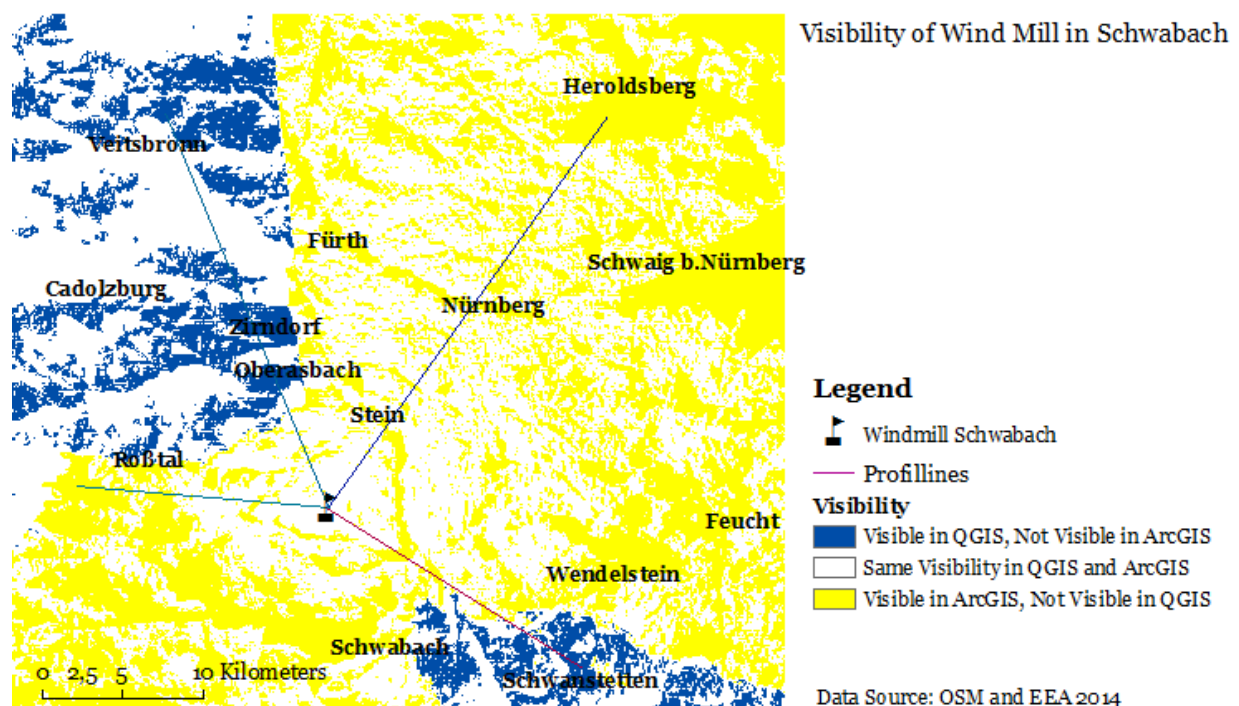 Visibility of Wind Mill in Schwabach
Heroldsberg
Veitsbronn
Fürth
Schwaig b.Nürnberg
Cadolzburg
Nürnberg
Zirndorf
Oberasbach
Stein
Roßtal
Feucht
Wendelstein
Schwabach
Schwanstetten
0 2,5 5 10 Kilometers
Legend
Windmill Schwabach
Profillines
Visibility
Visible in QGIS, Not Visible in ArcGIS
Same Visibility in QGIS and ArcGIS
Visible in ArcGIS, Not Visible in QGIS
Data Source: OSM and EEA 2014